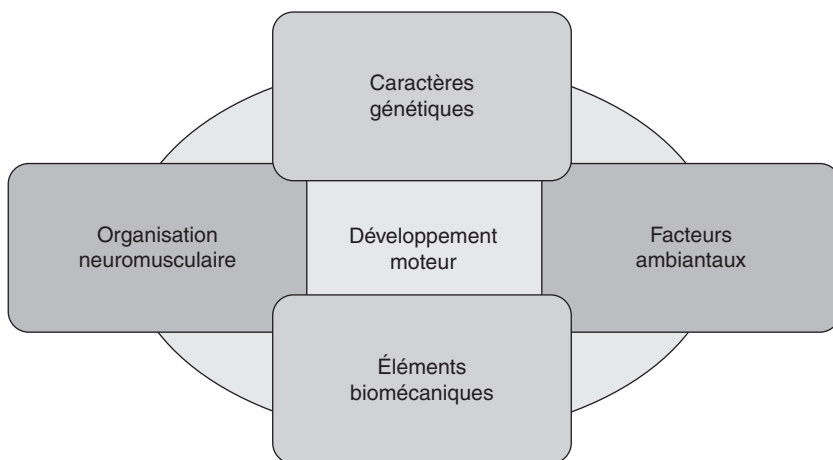 Caractères
génétiques
Organisation
neuromusculaire
Développement
moteur
Facteurs
ambiantaux
Éléments
biomécaniques